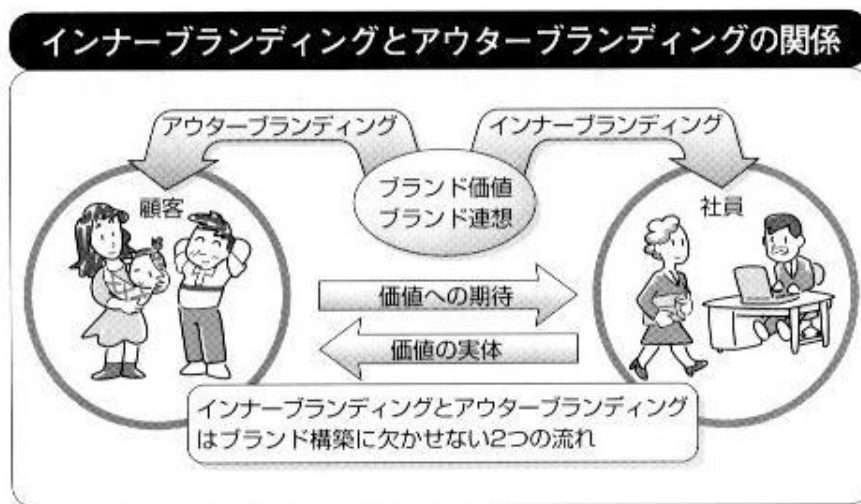 インナーブランディングとアウターブランディングの関係
アウターブランディング
インナーブランディング
ブランド価値
ブランド連想
顧客
社員
価値への期待
価値の実体
インナーブランディングとアウターブランディング
はブランド構築に欠かせない2つの流れ